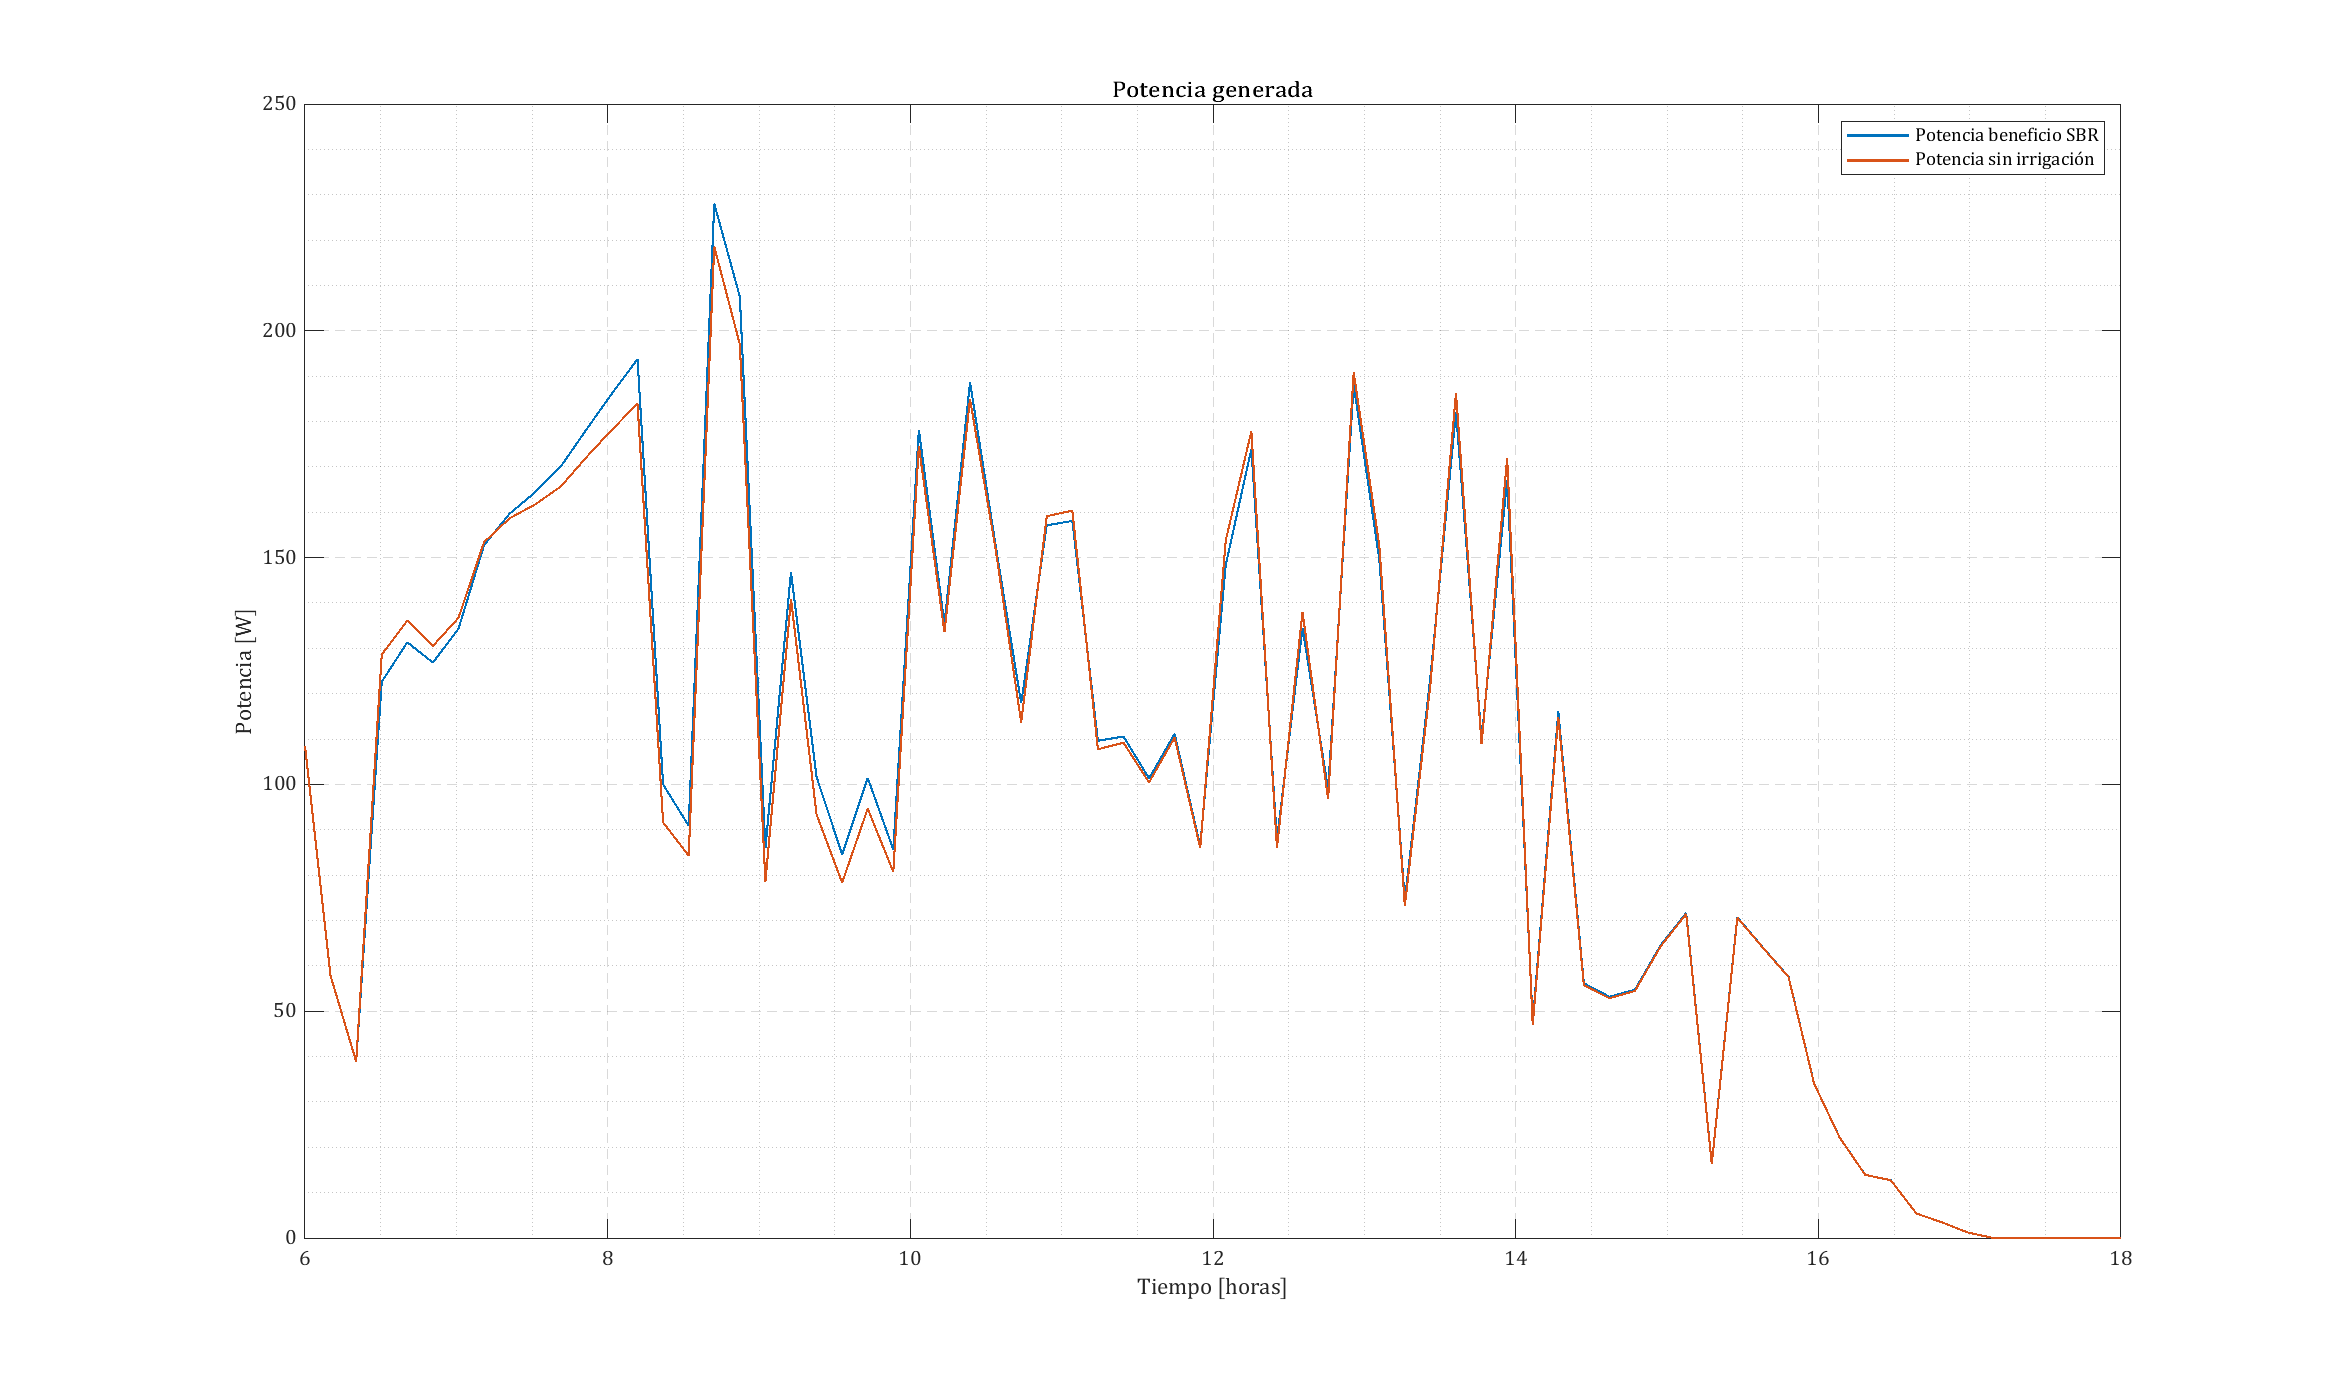 Potencia generada
250
200
150
100
50
0
Potencia [W]
Potencia beneficio SBR
Potencia sin irrigación
6 8 10 12 14 16 18
Tiempo [horas]